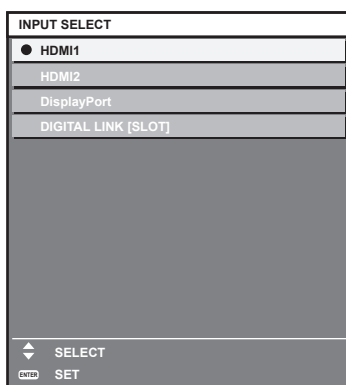 INPUT SELECT
HDMI1
HDMI2
DisplayPort
DIGITAL LINK [SLOT]
SELECT
ENTER SET